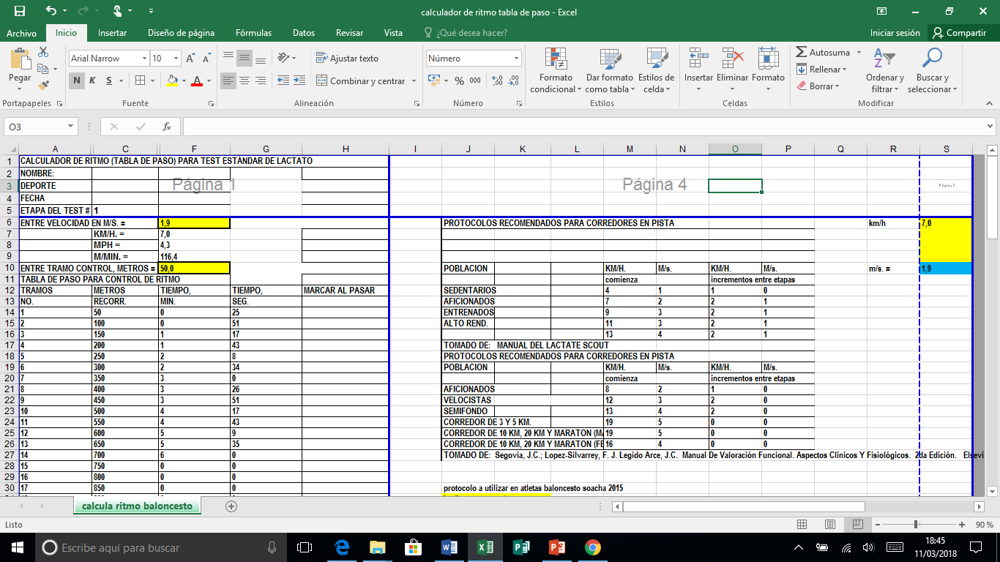 calculador de ritmo tabla de paso - Excel
Archivo Inicio Insertar Diseño de página Fórmulas Datos Revisar Vista ¿Qué desea hacer? Iniciar sesión Compartir
Pegar Arial Narrow 10 Ajustar texto Número Formato Dar formato Estilos de Insertar Eliminar Formato Autosuma Ordenar y Buscar y
N K S Combinar y centrar % 000 condicional como tabla celda Rellenar filtrar seleccionar
Borrar
Portapapeles Fuente Alineación Número Estilos Celdas Modificar
O3 fx
A C F G H I J K L M N O P Q R S
1 CALCULADOR DE RITMO (TABLA DE PASO) PARA TEST ESTÁNDAR DE LACTATO
2 NOMBRE:
3 DEPORTE Página 1 Página 4
4 FECHA
5 ETAPA DEL TEST # 1
6 ENTRE VELOCIDAD EN M/S. = 1,9 PROTOCOLOS RECOMENDADOS PARA CORREDORES EN PISTA km/h 7,0
7 KM/H. = 7,0
8 MPH = 4,3
9 M/MIN. = 116,4
10 ENTRE TRAMO CONTROL, METROS = 50,0 POBLACION KM/H. M/s. KM/H. M/s. m/s. = 1,9
11 TABLA DE PASO PARA CONTROL DE RITMO comienza incrementos entre etapas
12 TRAMOS METROS TIEMPO, TIEMPO, MARCAR AL PASAR SEDENTARIOS 4 1 1 0
13 NO. RECORR. MIN. SEG. AFICIONADOS 7 2 2 1
14 1 50 0 25 ENTRENADOS 9 3 2 1
15 2 100 0 51 ALTO REND. 11 3 2 1
16 3 150 1 17 13 4 2 1
17 4 200 1 43 TOMADO DE: MANUAL DEL LACTATE SCOUT
18 5 250 2 8 PROTOCOLOS RECOMENDADOS PARA CORREDORES EN PISTA
19 6 300 2 34 POBLACION KM/H. M/s. KM/H. M/s.
20 7 350 3 0 comienza incrementos entre etapas
21 8 400 3 26 AFICIONADOS 8 2 1 0
22 9 450 3 51 VELOCISTAS 12 3 2 0
23 10 500 4 17 SEMIFONDO 13 4 2 0
24 11 550 4 43 CORREDOR DE 3 Y 5 KM. 19 5 0 0
25 12 600 5 9 CORREDOR DE 10 KM, 20 KM Y MARATON (MA 19 5 0 0
26 13 650 5 35 CORREDOR DE 10 KM, 20 KM Y MARATON (FE 16 4 0 0
27 14 700 6 0 TOMADO DE: Segovia, J.C.; Lopez-Silvarrey, F. J. Legido Arce, J.C. Manual De Valoración Funcional. Aspectos Clínicos Y Fisiológicos. 2da Edición. Elsevi
28 15 750 0 0
29 16 800 0 0
30 17 850 0 0 protocolo a utilizar en atletas baloncesto soacha 2015
calcula ritmo baloncesto
Listo 90 %
Escribe aquí para buscar 18:45
11/03/2018